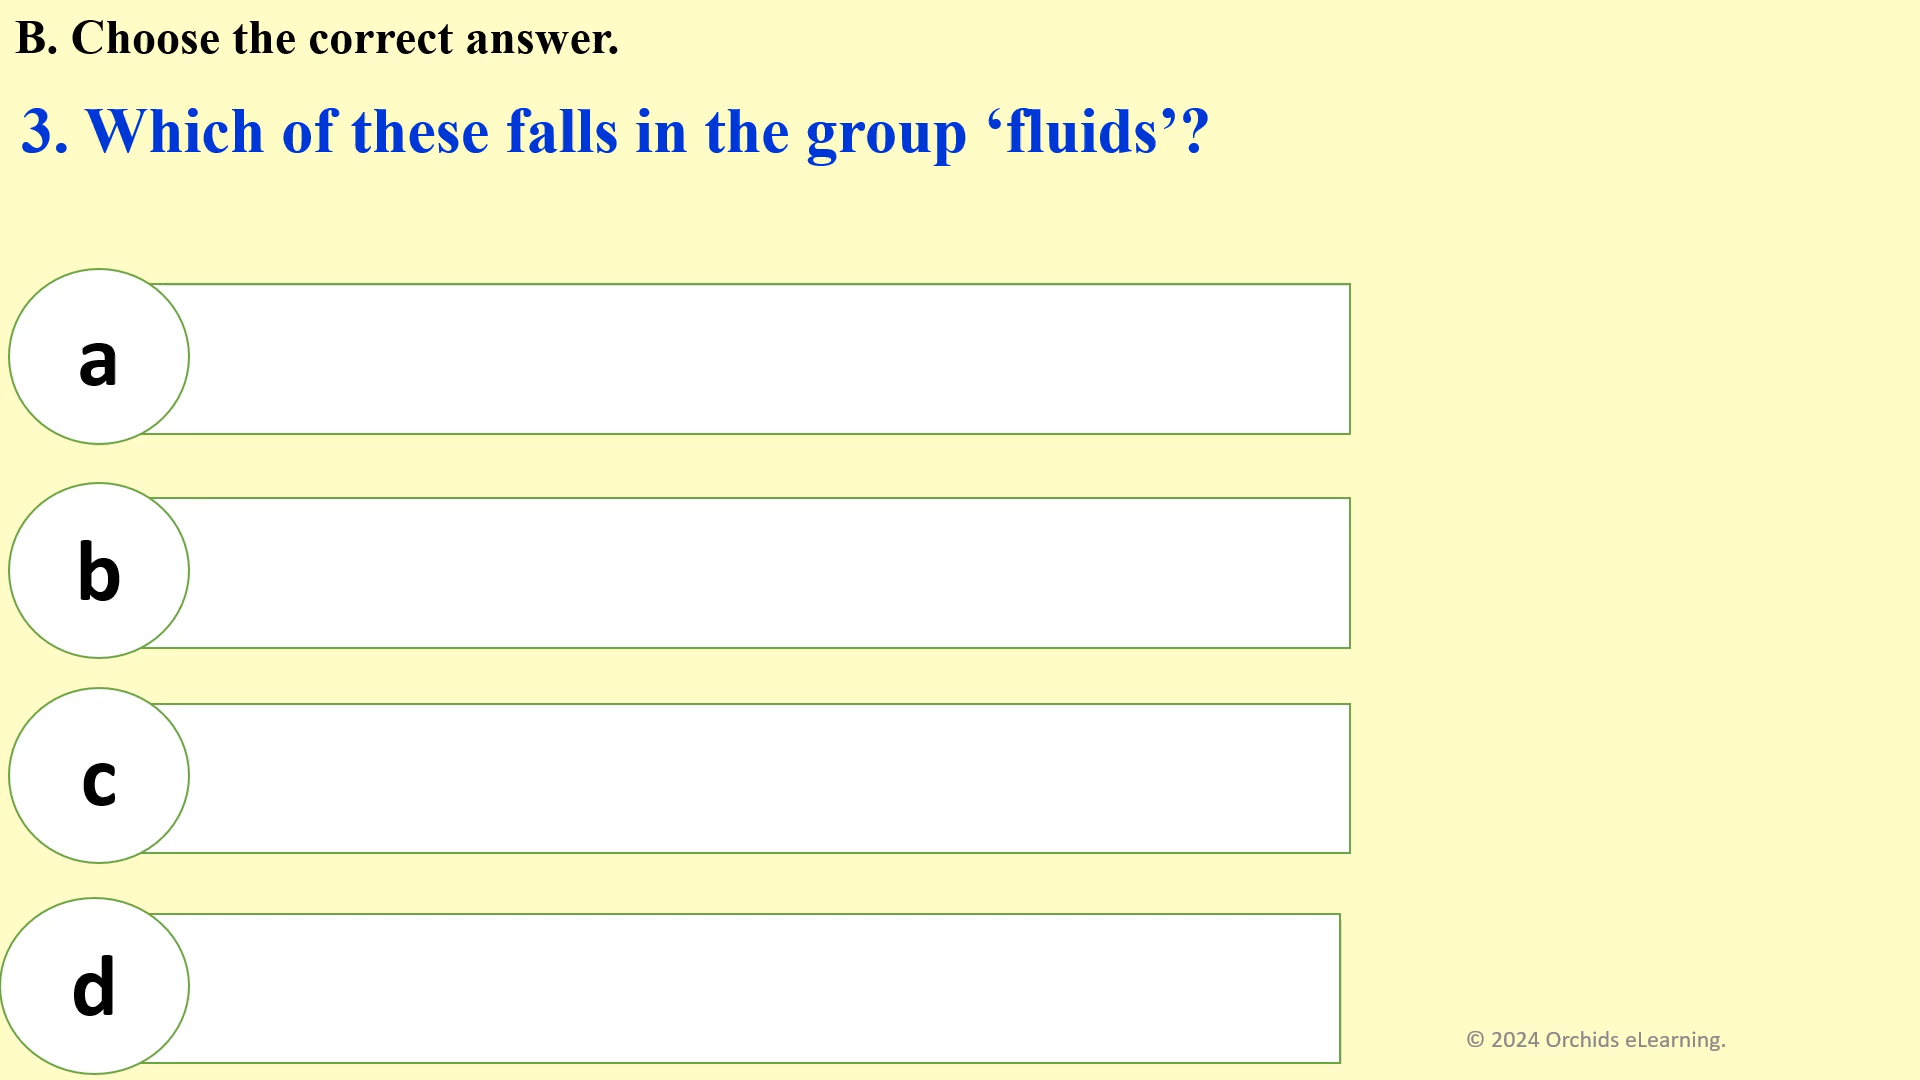 B. Choose the correct answer.
3. Which of these falls in the group ‘fluids’?
a
b
c
d
© 2024 Orchids eLearning.